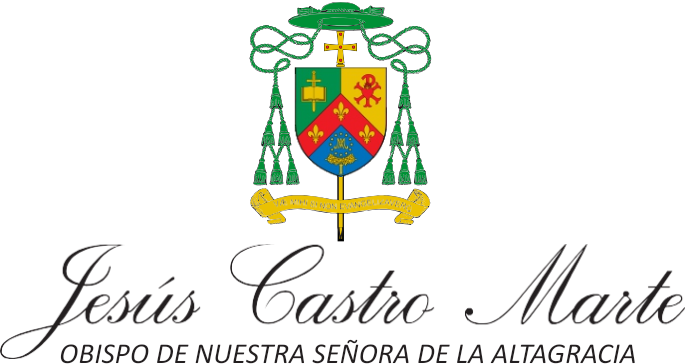 Jesús Castro Marte
OBISPO DE NUESTRA SEÑORA DE LA ALTAGRACIA